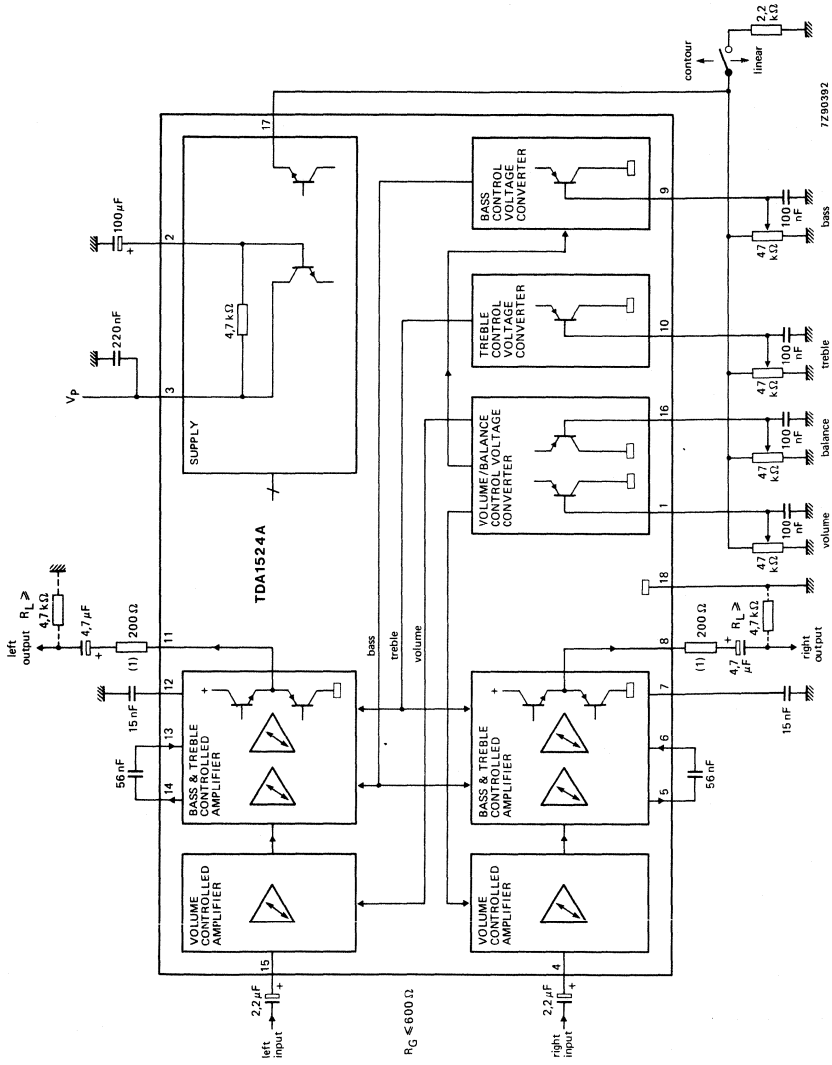 left
output
R_L ≥
4,7 kΩ
4,7 μF
200 Ω
(1)
11
15 nF
12
56 nF
13
14
V_P
220 nF
3
100 μF
+
2
SUPPLY
4,7 kΩ
17
TDA1524A
BASS & TREBLE
CONTROLLED
AMPLIFIER
+
VOLUME
CONTROLLED
AMPLIFIER
15
2,2 μF
+
left
input
R_G ≤ 600 Ω
bass
treble
volume
VOLUME/BALANCE
CONTROL VOLTAGE
CONVERTER
TREBLE
CONTROL
VOLTAGE
CONVERTER
BASS
CONTROL
VOLTAGE
CONVERTER
VOLUME
CONTROLLED
AMPLIFIER
4
2,2 μF
+
right
input
BASS & TREBLE
CONTROLLED
AMPLIFIER
+
5
6
56 nF
7
15 nF
8
200 Ω
(1)
4,7
μF
+
R_L ≥
4,7 kΩ
right
output
18
1
47
kΩ
100
nF
volume
16
47
kΩ
100
nF
balance
10
47
kΩ
100
nF
treble
9
47
kΩ
100
nF
bass
contour
linear
2,2
kΩ
7Z90392